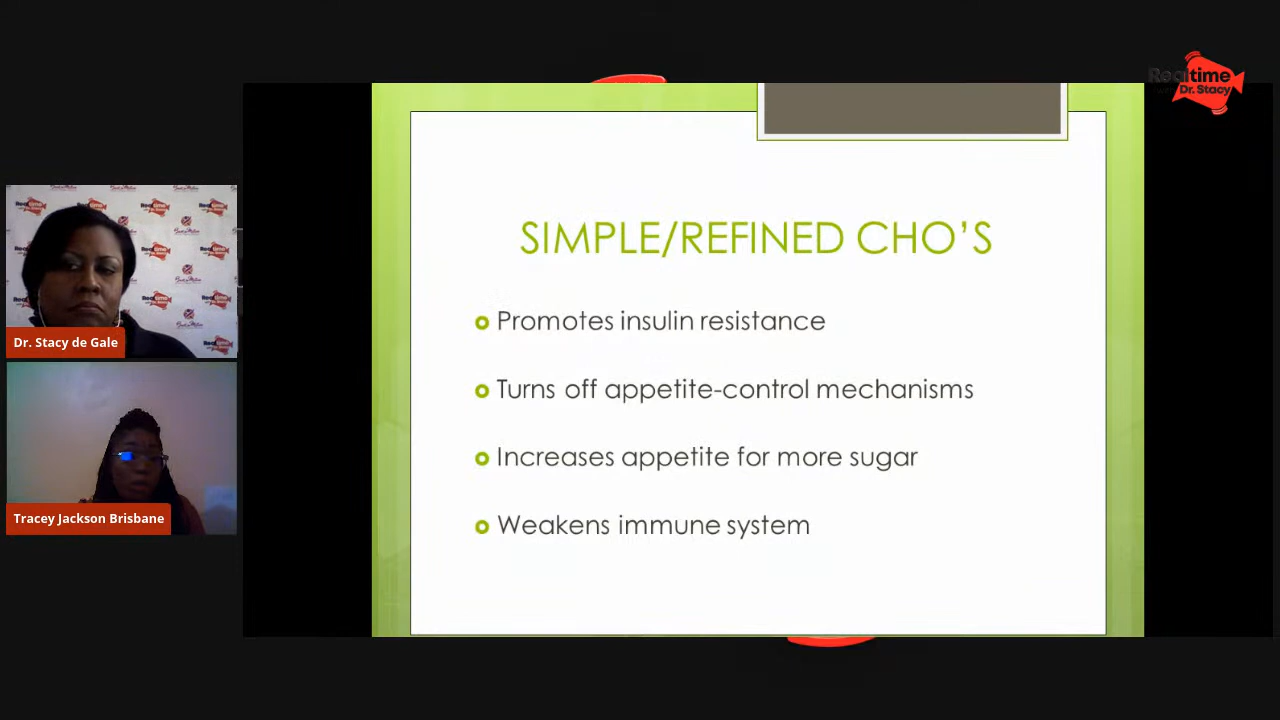 Realtime
Dr. Stacy
SIMPLE/REFINED CHO'S
Promotes insulin resistance
Turns off appetite-control mechanisms
Increases appetite for more sugar
Weakens immune system
Dr. Stacy de Gale
Tracey Jackson Brisbane